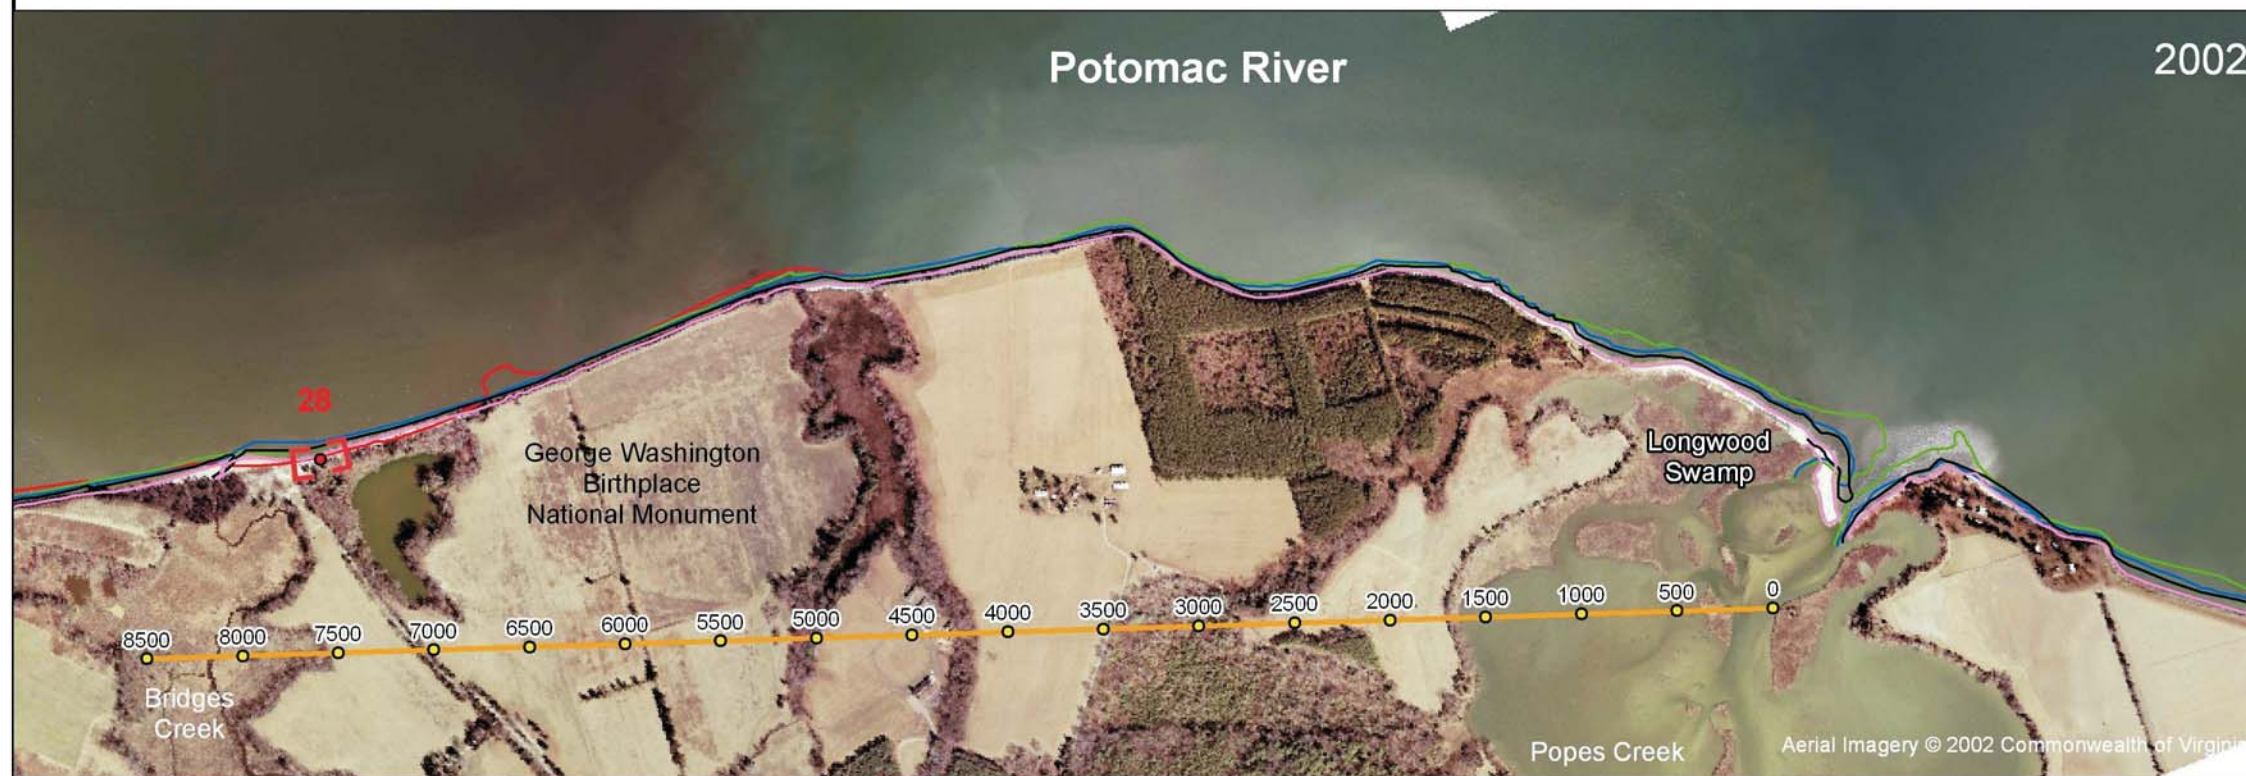 Potomac River
2002
28
George Washington
Birthplace
National Monument
Longwood
Swamp
8500
8000
7500
7000
6500
6000
5500
5000
4500
4000
3500
3000
2500
2000
1500
1000
500
0
Bridges
Creek
Popes Creek
Aerial Imagery © 2002 Commonwealth of Virginia